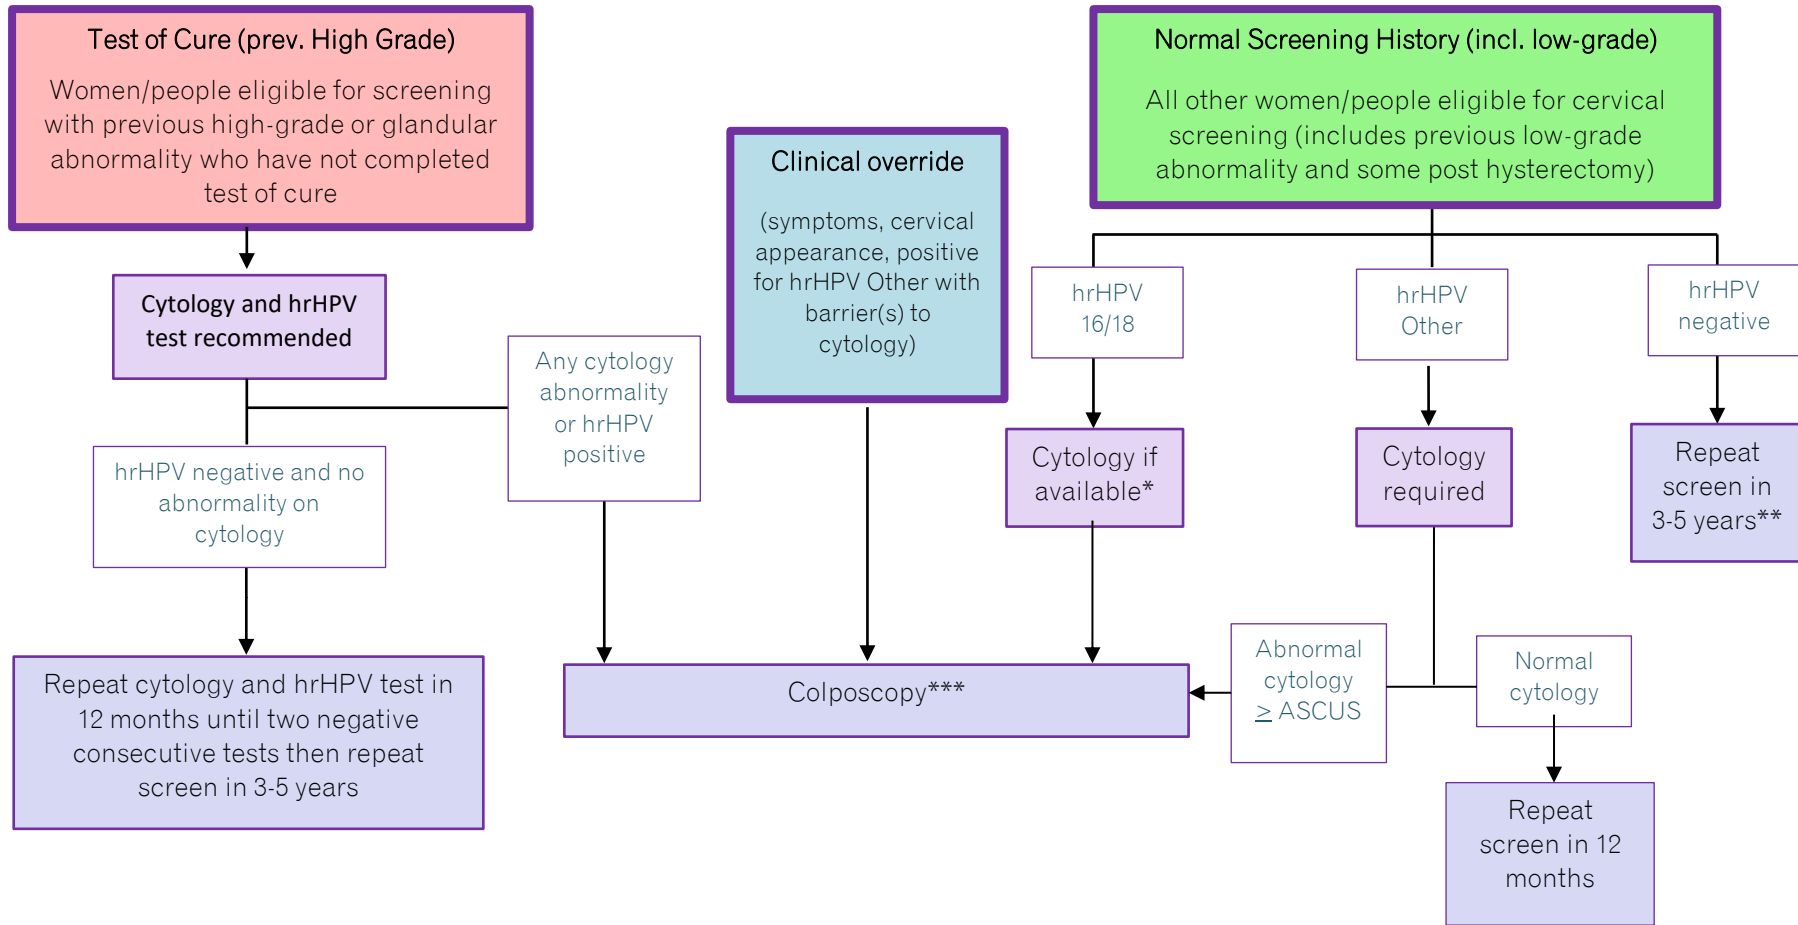 Test of Cure (prev. High Grade)
Women/people eligible for screening
with previous high-grade or glandular
abnormality who have not completed
test of cure
Cytology and hrHPV
test recommended
Any cytology
abnormality
or hrHPV
positive
hrHPV negative and no
abnormality on
cytology
Repeat cytology and hrHPV test in
12 months until two negative
consecutive tests then repeat
screen in 3-5 years
Clinical override
(symptoms, cervical
appearance, positive
for hrHPV Other with
barrier(s) to
cytology)
Normal Screening History (incl. low-grade)
All other women/people eligible for cervical
screening (includes previous low-grade
abnormality and some post hysterectomy)
hrHPV
16/18
hrHPV
Other
hrHPV
negative
Cytology if
available*
Cytology
required
Repeat
screen in
3-5 years**
Colposcopy***
Abnormal
cytology
≥ ASCUS
Normal
cytology
Repeat
screen in 12
months